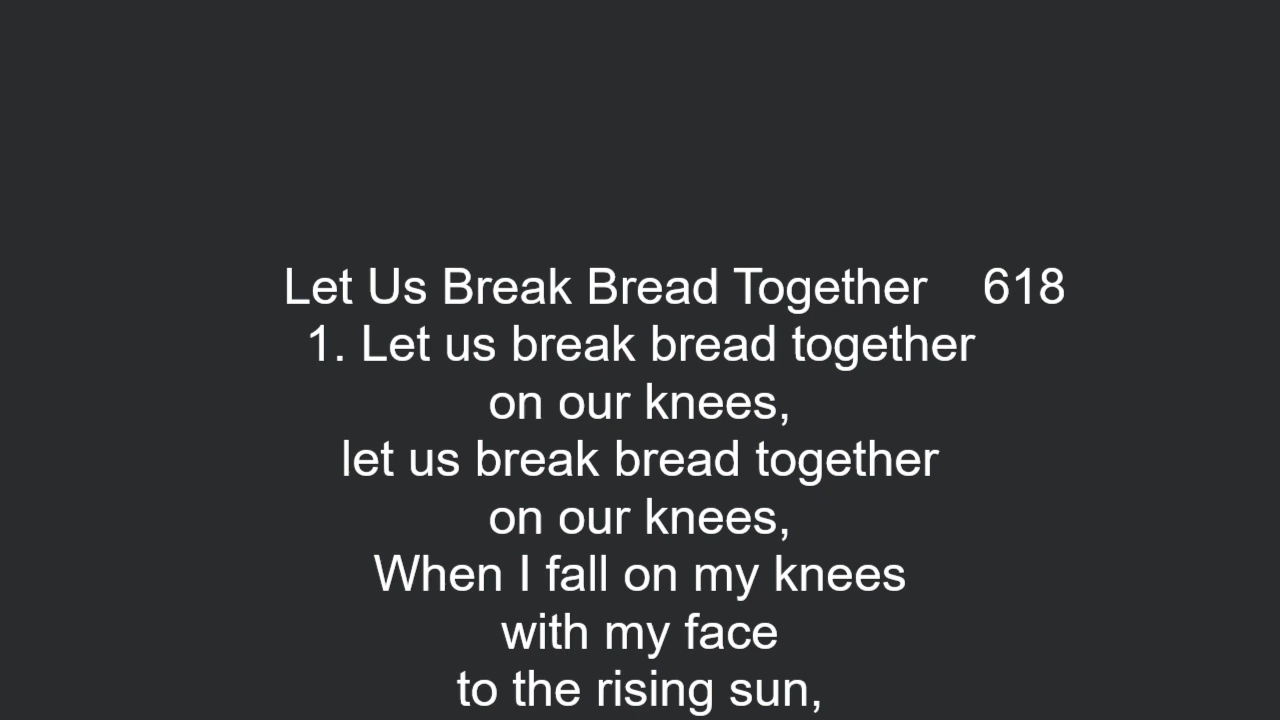 Let Us Break Bread Together 618
1. Let us break bread together
on our knees,
let us break bread together
on our knees,
When I fall on my knees
with my face
to the rising sun,